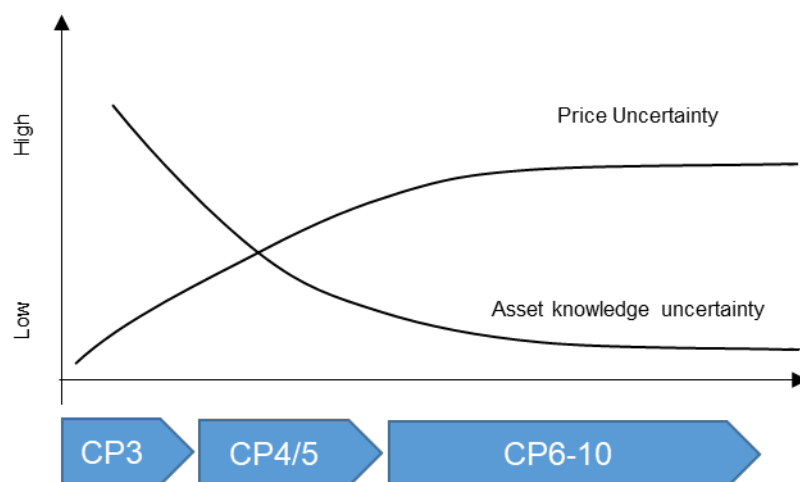 High
Price Uncertainty
Low
Asset knowledge uncertainty
CP3
CP4/5
CP6-10